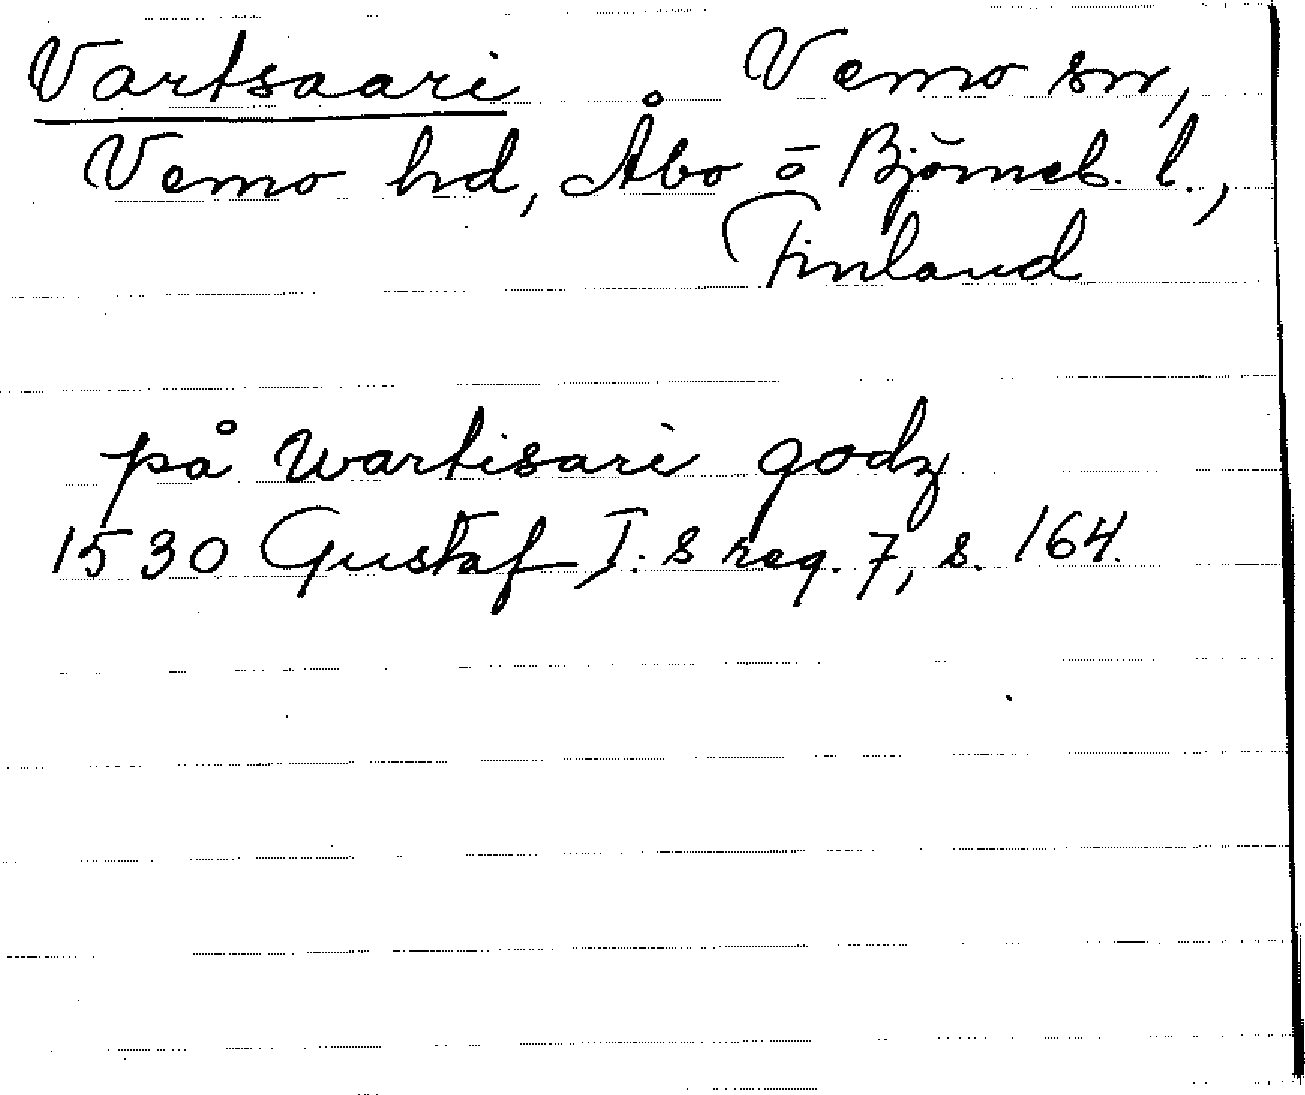 Vartsaari Vemo sn,
Vemo hd, Åbo o Björneb. l.,
Finland
på wartisari godz
1530 Gustaf I:s reg. 7, s. 164.